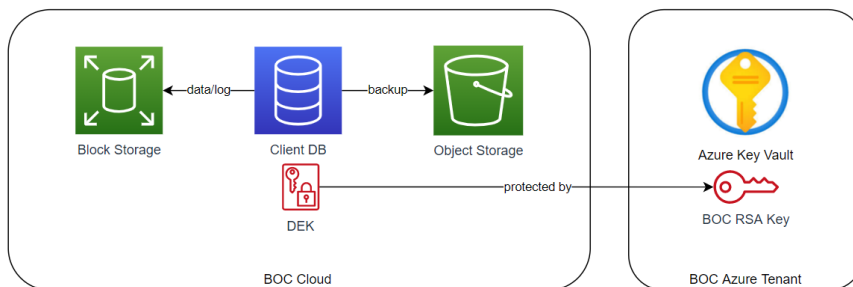 data/log
backup
Block Storage
Client DB
Object Storage
Azure Key Vault
protected by
DEK
BOC RSA Key
BOC Cloud
BOC Azure Tenant